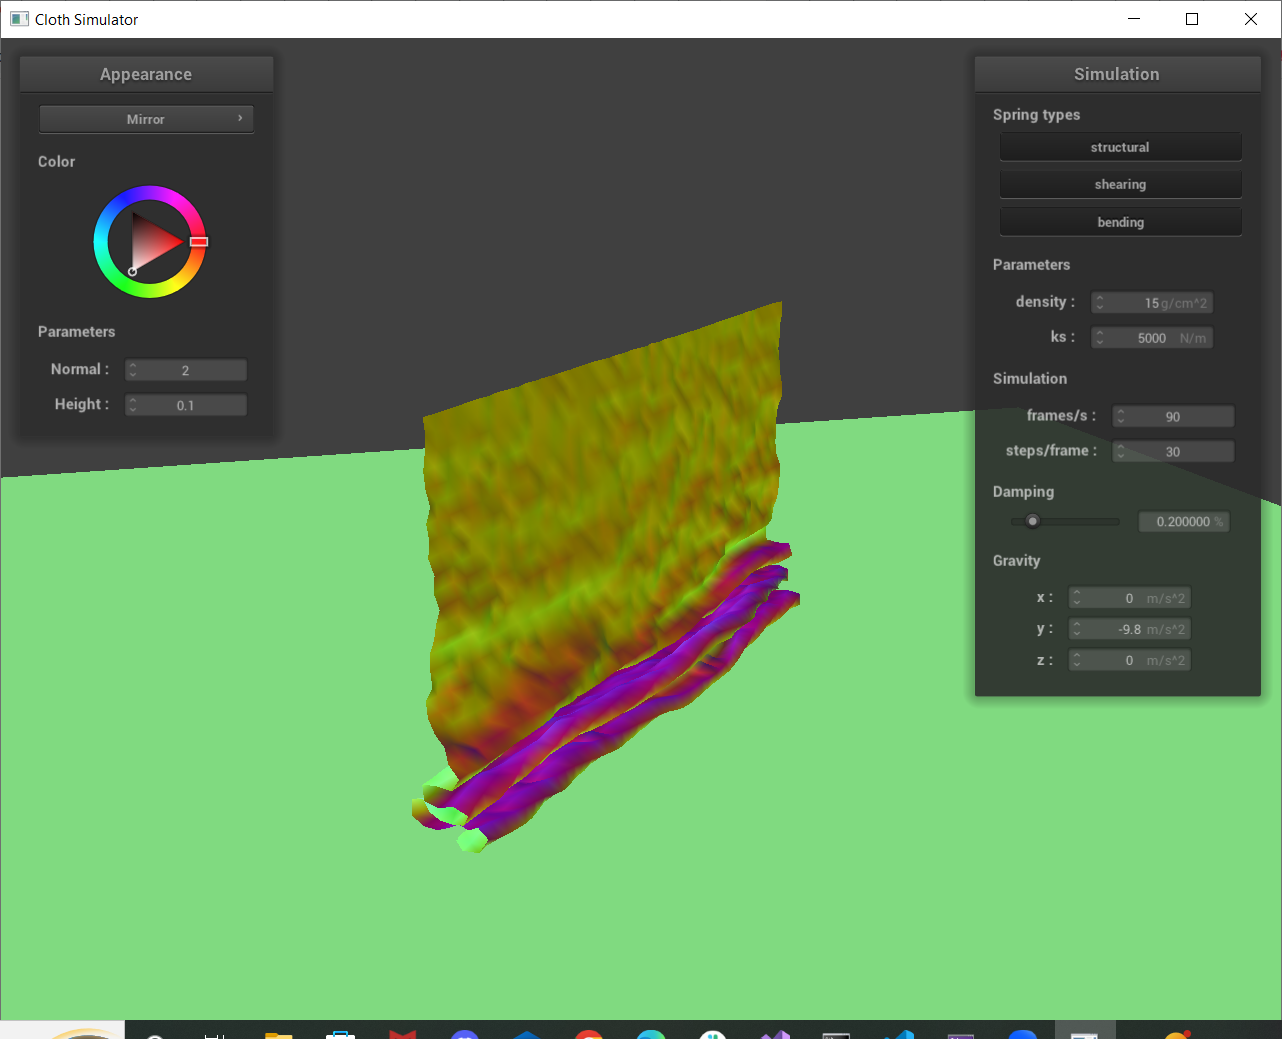 Cloth Simulator
Appearance
Mirror
Color
Parameters
Normal : 2
Height : 0.1
Simulation
Spring types
structural
shearing
bending
Parameters
density : 15 g/cm^2
ks : 5000 N/m
Simulation
frames/s : 90
steps/frame : 30
Damping
0.200000 %
Gravity
x : 0 m/s^2
y : -9.8 m/s^2
z : 0 m/s^2